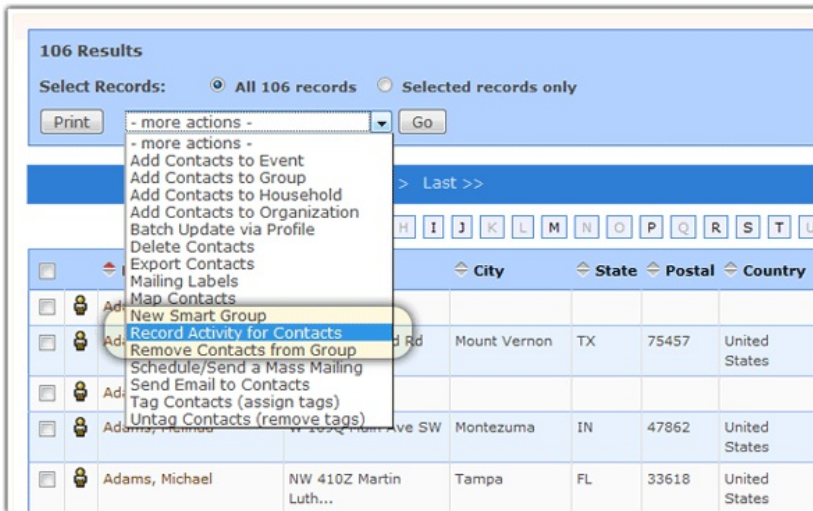 106 Results
Select Records: All 106 records Selected records only
Print - more actions - Go
- more actions -
Add Contacts to Event
Add Contacts to Group
Add Contacts to Household
Add Contacts to Organization
Batch Update via Profile
Delete Contacts
Export Contacts
Mailing Labels
Map Contacts
New Smart Group
Record Activity for Contacts
Remove Contacts from Group
Schedule/Send a Mass Mailing
Send Email to Contacts
Tag Contacts (assign tags)
Untag Contacts (remove tags)
> Last >>
H I J K L M N O P Q R S T U
City State Postal Country
Rd Mount Vernon TX 75457 United
States
Adams, Ave SW Montezuma IN 47862 United
States
Adams, Michael NW 410Z Martin Tampa FL 33618 United
Luth... States